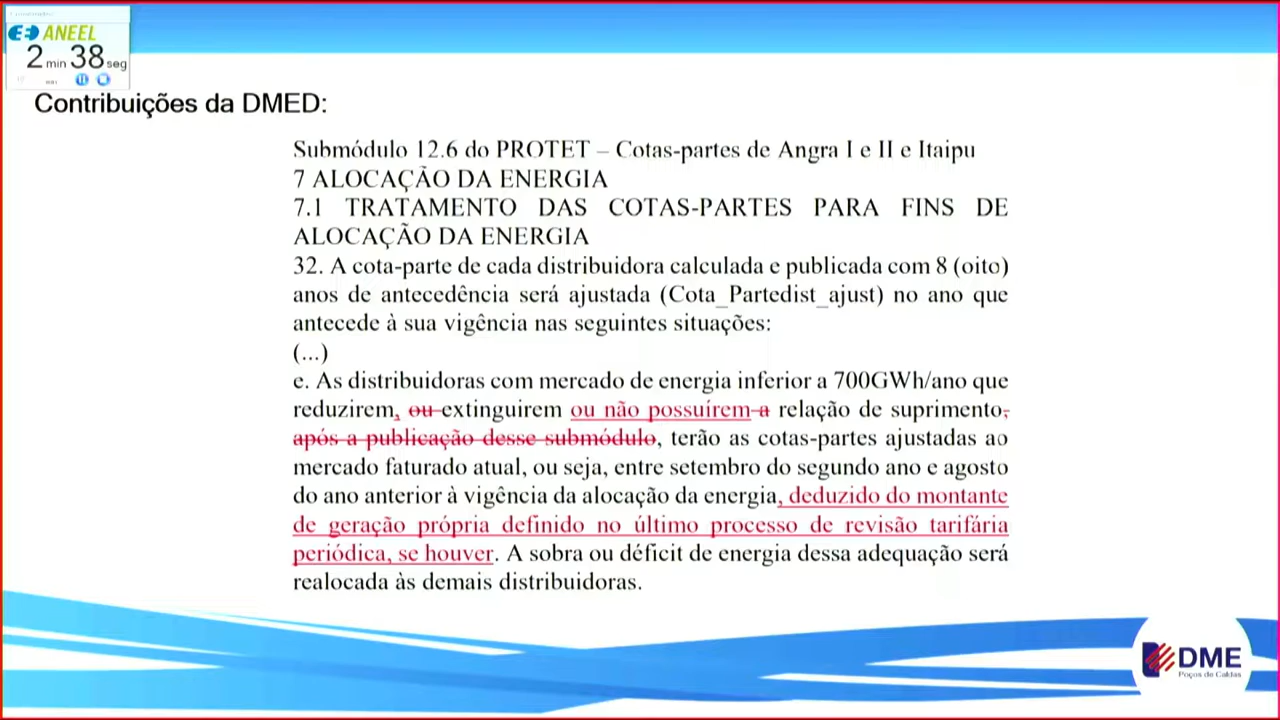 ANEEL
2 min 38 seg
Contribuições da DMED:
Submódulo 12.6 do PROTET – Cotas-partes de Angra I e II e Itaipu
7 ALOCAÇÃO DA ENERGIA
7.1 TRATAMENTO DAS COTAS-PARTES PARA FINS DE
ALOCAÇÃO DA ENERGIA
32. A cota-parte de cada distribuidora calculada e publicada com 8 (oito)
anos de antecedência será ajustada (Cota_Partedist_ajust) no ano que
antecede à sua vigência nas seguintes situações:
(...)
e. As distribuidoras com mercado de energia inferior a 700GWh/ano que
reduzirem, ou extinguirem ou não possuírem a relação de suprimento,
após a publicação desse submódulo, terão as cotas-partes ajustadas ao
mercado faturado atual, ou seja, entre setembro do segundo ano e agosto
do ano anterior à vigência da alocação da energia, deduzido do montante
de geração própria definido no último processo de revisão tarifária
periódica, se houver. A sobra ou déficit de energia dessa adequação será
realocada às demais distribuidoras.
DME
Poços de Caldas